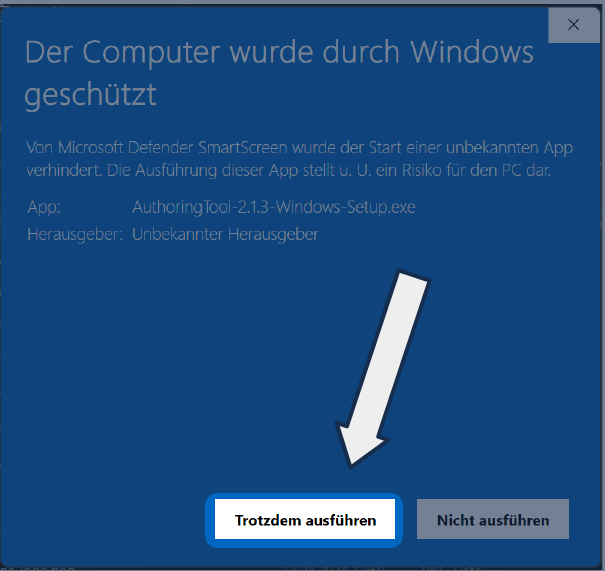 Der Computer wurde durch Windows
geschützt
Von Microsoft Defender SmartScreen wurde der Start einer unbekannten App
verhindert. Die Ausführung dieser App stellt u. U. ein Risiko für den PC dar.
App: AuthoringTool-2.1.3-Windows-Setup.exe
Herausgeber: Unbekannter Herausgeber
Trotzdem ausführen Nicht ausführen